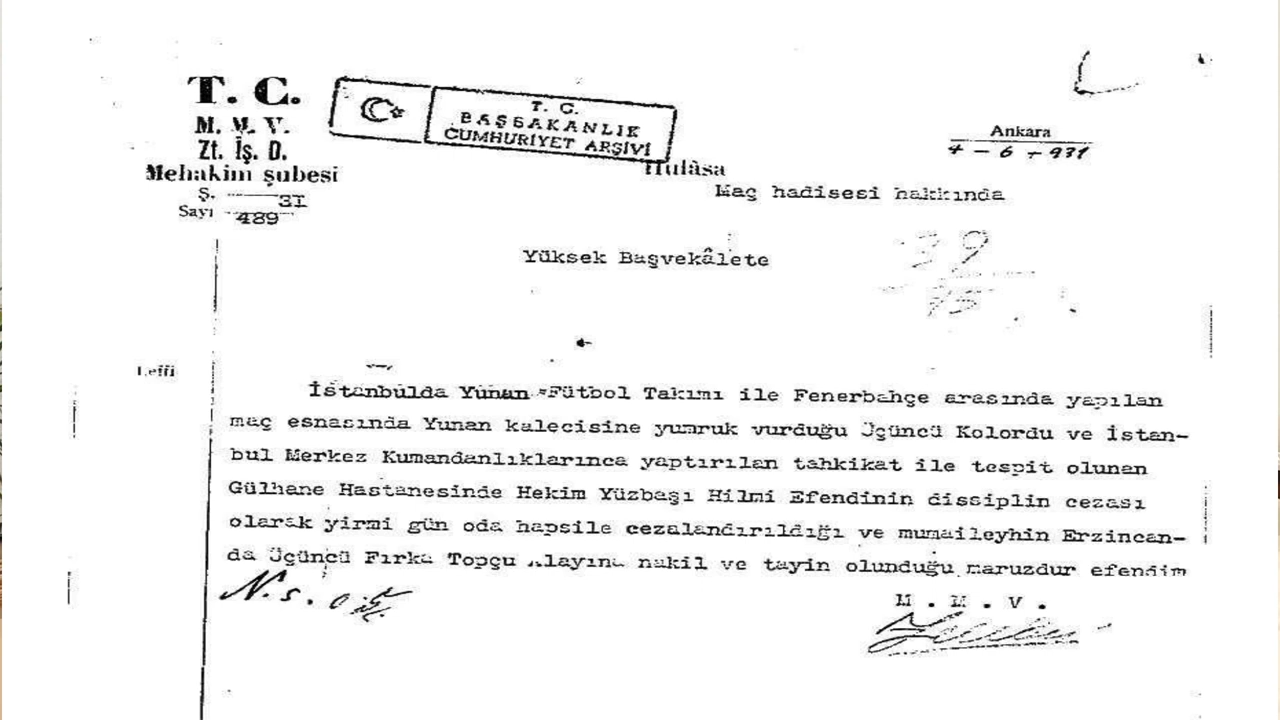 T. C.
M. M. V.
Zt. İş. D.
Mehakim şubesi
Ş. 31
Sayı 489
T. C.
BAŞBAKANLIK
CUMHURİYET ARŞİVİ
Ankara
4 - 6 - 931
Hulâsa
Maç hadisesi hakkında
Yüksek Başvekâlete
39
15
Leffi
İstanbulda Yunan Fütbol Takımı ile Fenerbahçe arasında yapılan
maç esnasında Yunan kalecisine yumruk vurduğu Üçüncü Kolordu ve İstan-
bul Merkez Kumandanlıklarınca yaptırılan tahkikat ile tespit olunan
Gülhane Hastanesinde Hekim Yüzbaşı Hilmi Efendinin dissiplin cezası
olarak yirmi gün oda hapsile cezalandırıldığı ve mumaileyhin Erzincan-
da Üçüncü Fırka Topçu Alayına nakil ve tayin olunduğu maruzdur efendim
M . M . V .